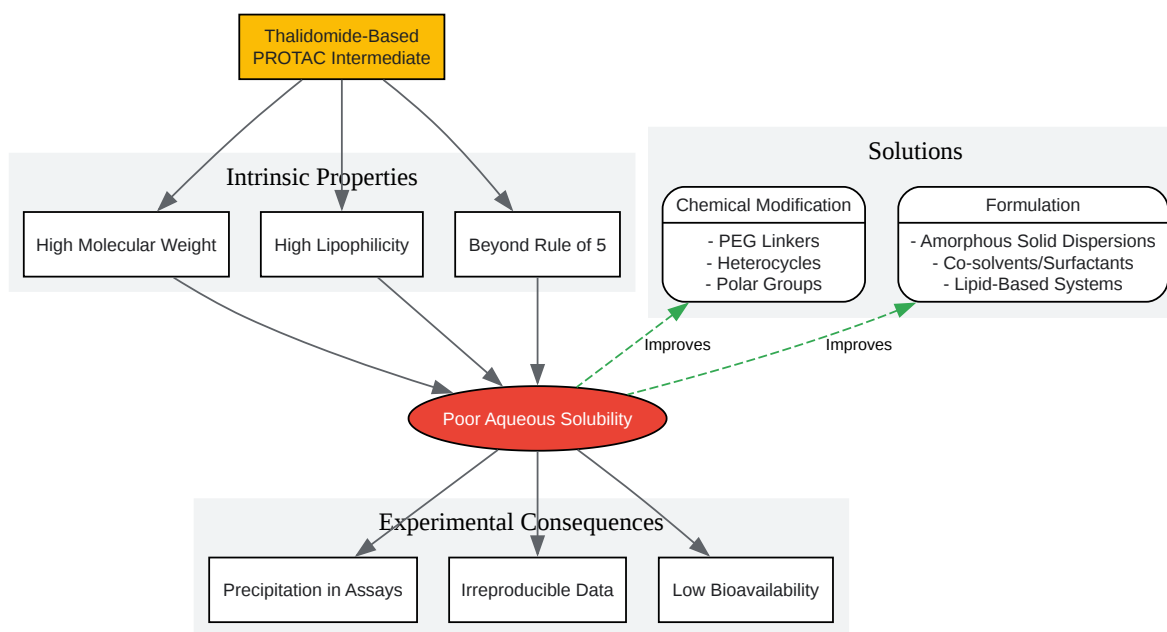 Thalidomide-Based
PROTAC Intermediate
Intrinsic Properties
High Molecular Weight
High Lipophilicity
Beyond Rule of 5
Solutions
Chemical Modification
- PEG Linkers
- Heterocycles
- Polar Groups
Formulation
- Amorphous Solid Dispersions
- Co-solvents/Surfactants
- Lipid-Based Systems
Improves
Improves
Poor Aqueous Solubility
Experimental Consequences
Precipitation in Assays
Irreproducible Data
Low Bioavailability